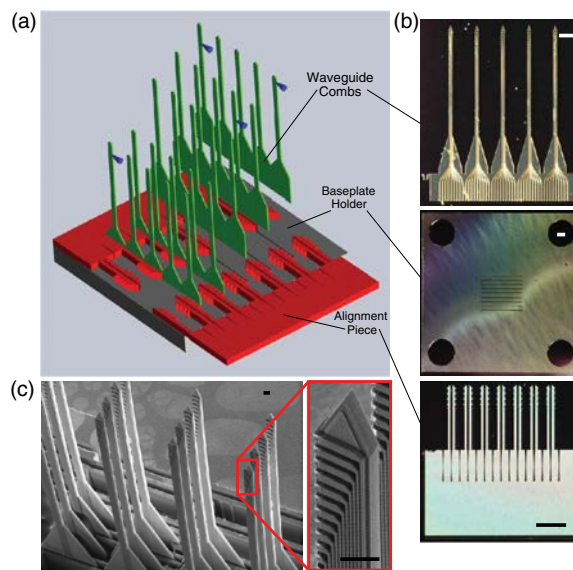 (a)
(b)
Waveguide
Combs
Baseplate
Holder
Alignment
Piece
(c)